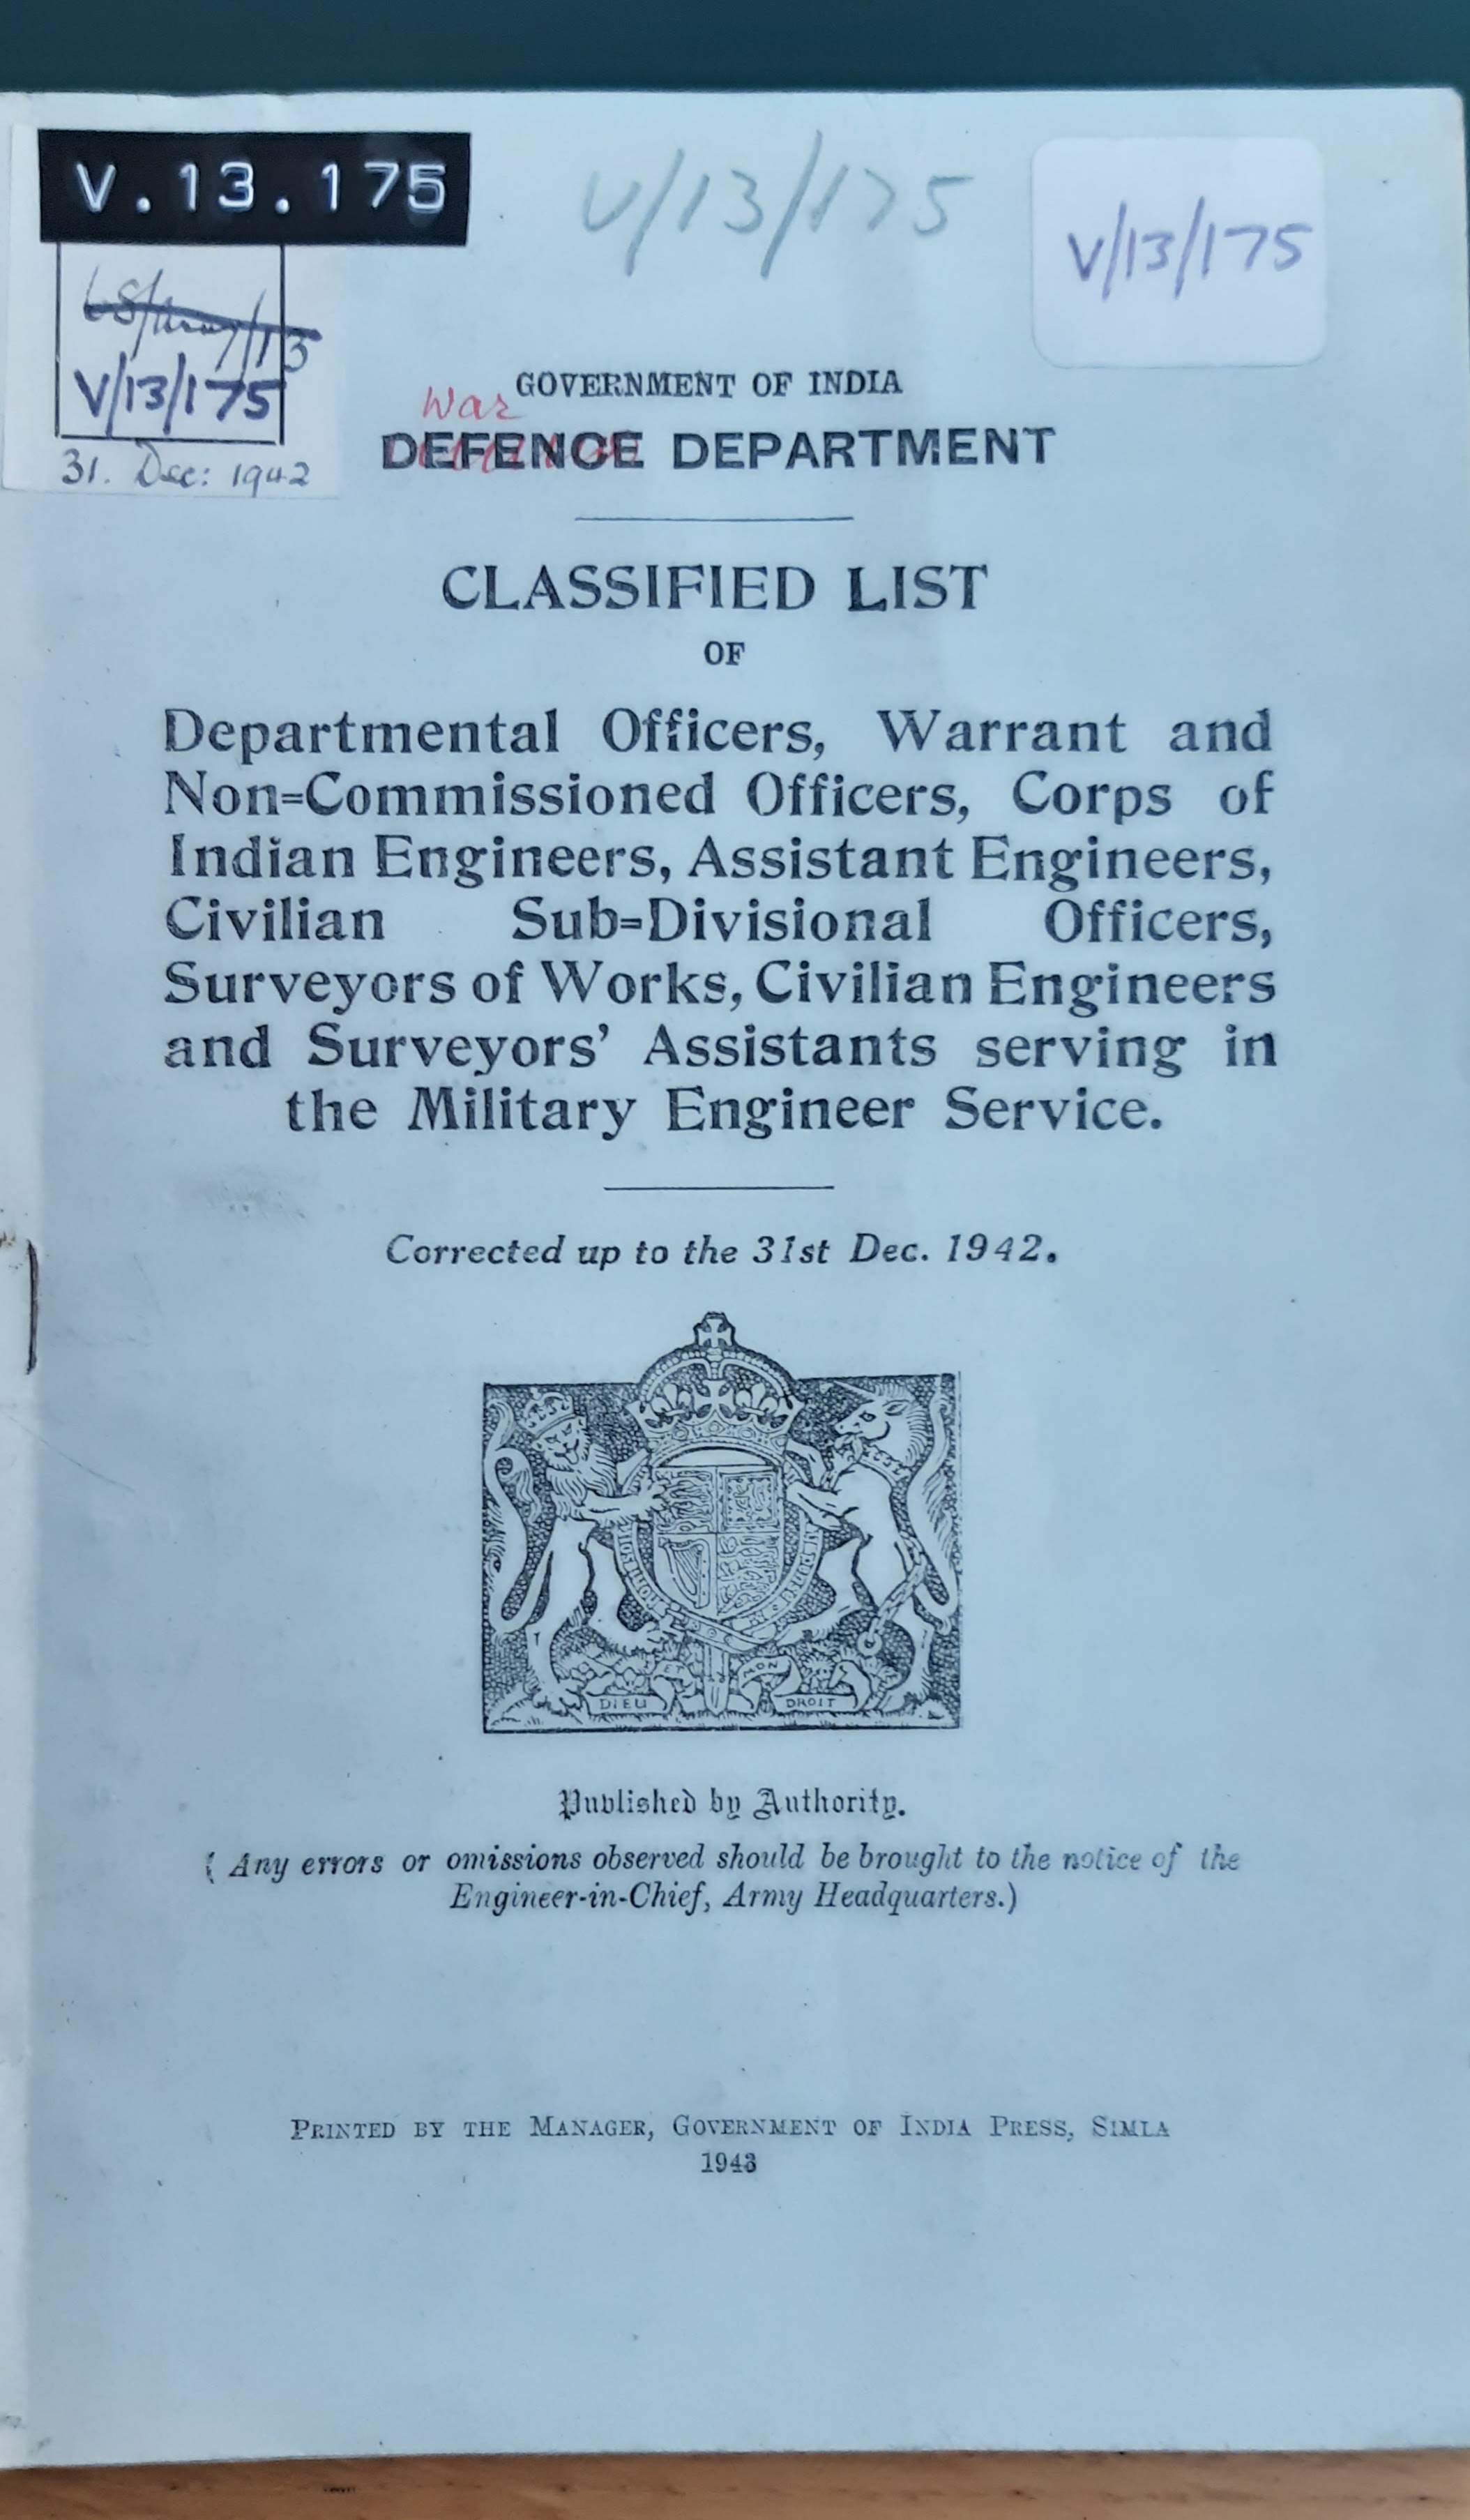 V.13.175
V/13/175
V/13/175
V/13/175
31. Dec: 1942
GOVERNMENT OF INDIA
War
DEFENCE DEPARTMENT
CLASSIFIED LIST
OF
Departmental Officers, Warrant and
Non=Commissioned Officers, Corps of
Indian Engineers, Assistant Engineers,
Civilian Sub=Divisional Officers,
Surveyors of Works, Civilian Engineers
and Surveyors' Assistants serving in
the Military Engineer Service.
Corrected up to the 31st Dec. 1942.
ET MON
DIEU DROIT
Published by Authority.
( Any errors or omissions observed should be brought to the notice of the
Engineer-in-Chief, Army Headquarters.)
PRINTED BY THE MANAGER, GOVERNMENT OF INDIA PRESS, SIMLA
1943